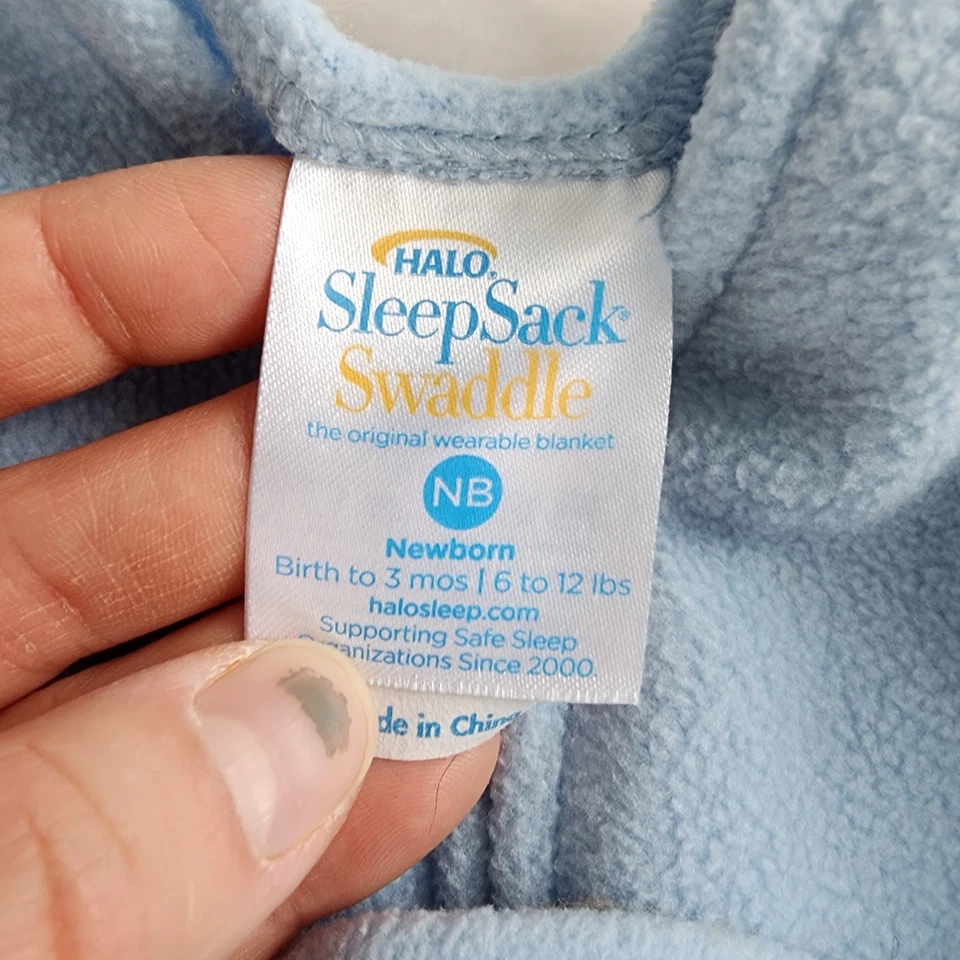 HALO®
SleepSack®
Swaddle
the original wearable blanket
NB
Newborn
Birth to 3 mos | 6 to 12 lbs
halosleep.com
Supporting Safe Sleep
Organizations Since 2000.
de in China